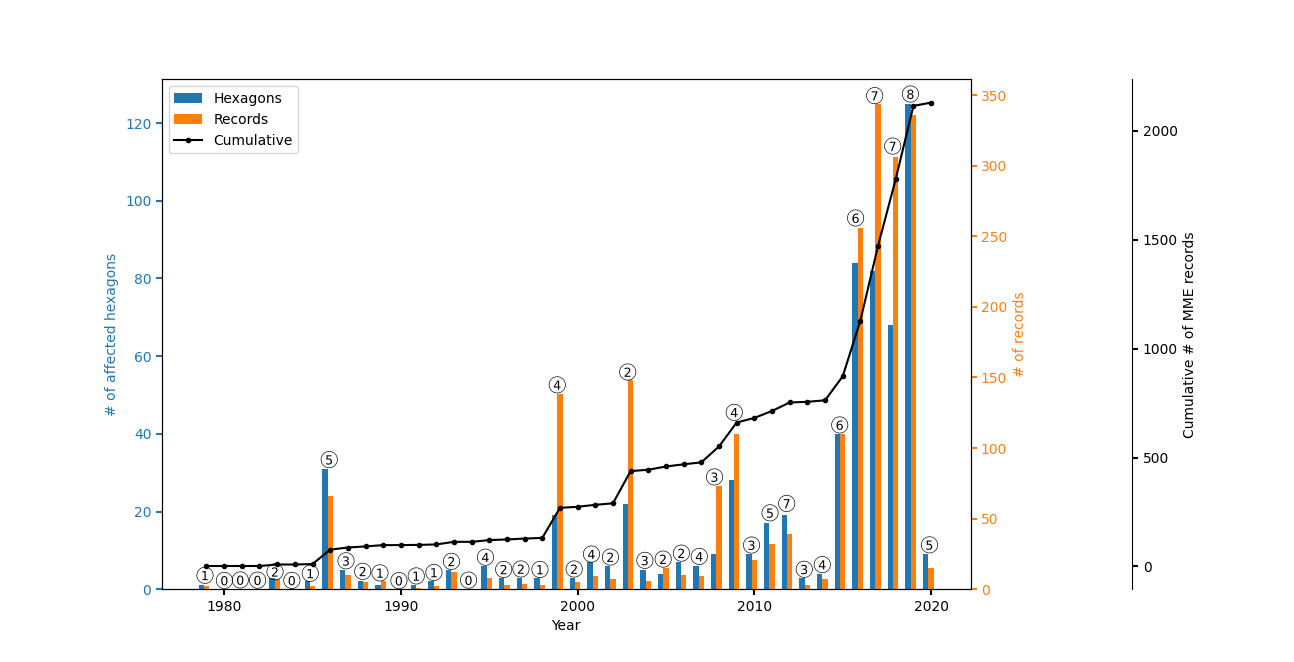 Hexagons
Records
Cumulative
# of affected hexagons
0
20
40
60
80
100
120
# of records
0
50
100
150
200
250
300
350
Cumulative # of MME records
0
500
1000
1500
2000
1 0 0 0 2 0 1 5 3 2 1 0 1 1 2 0 4 2 2 1 4 2 4 2 2 3 2 2 4 3 4 3 5 7 3 4 6 6 7 7 8 5
1980 1990 2000 2010 2020
Year